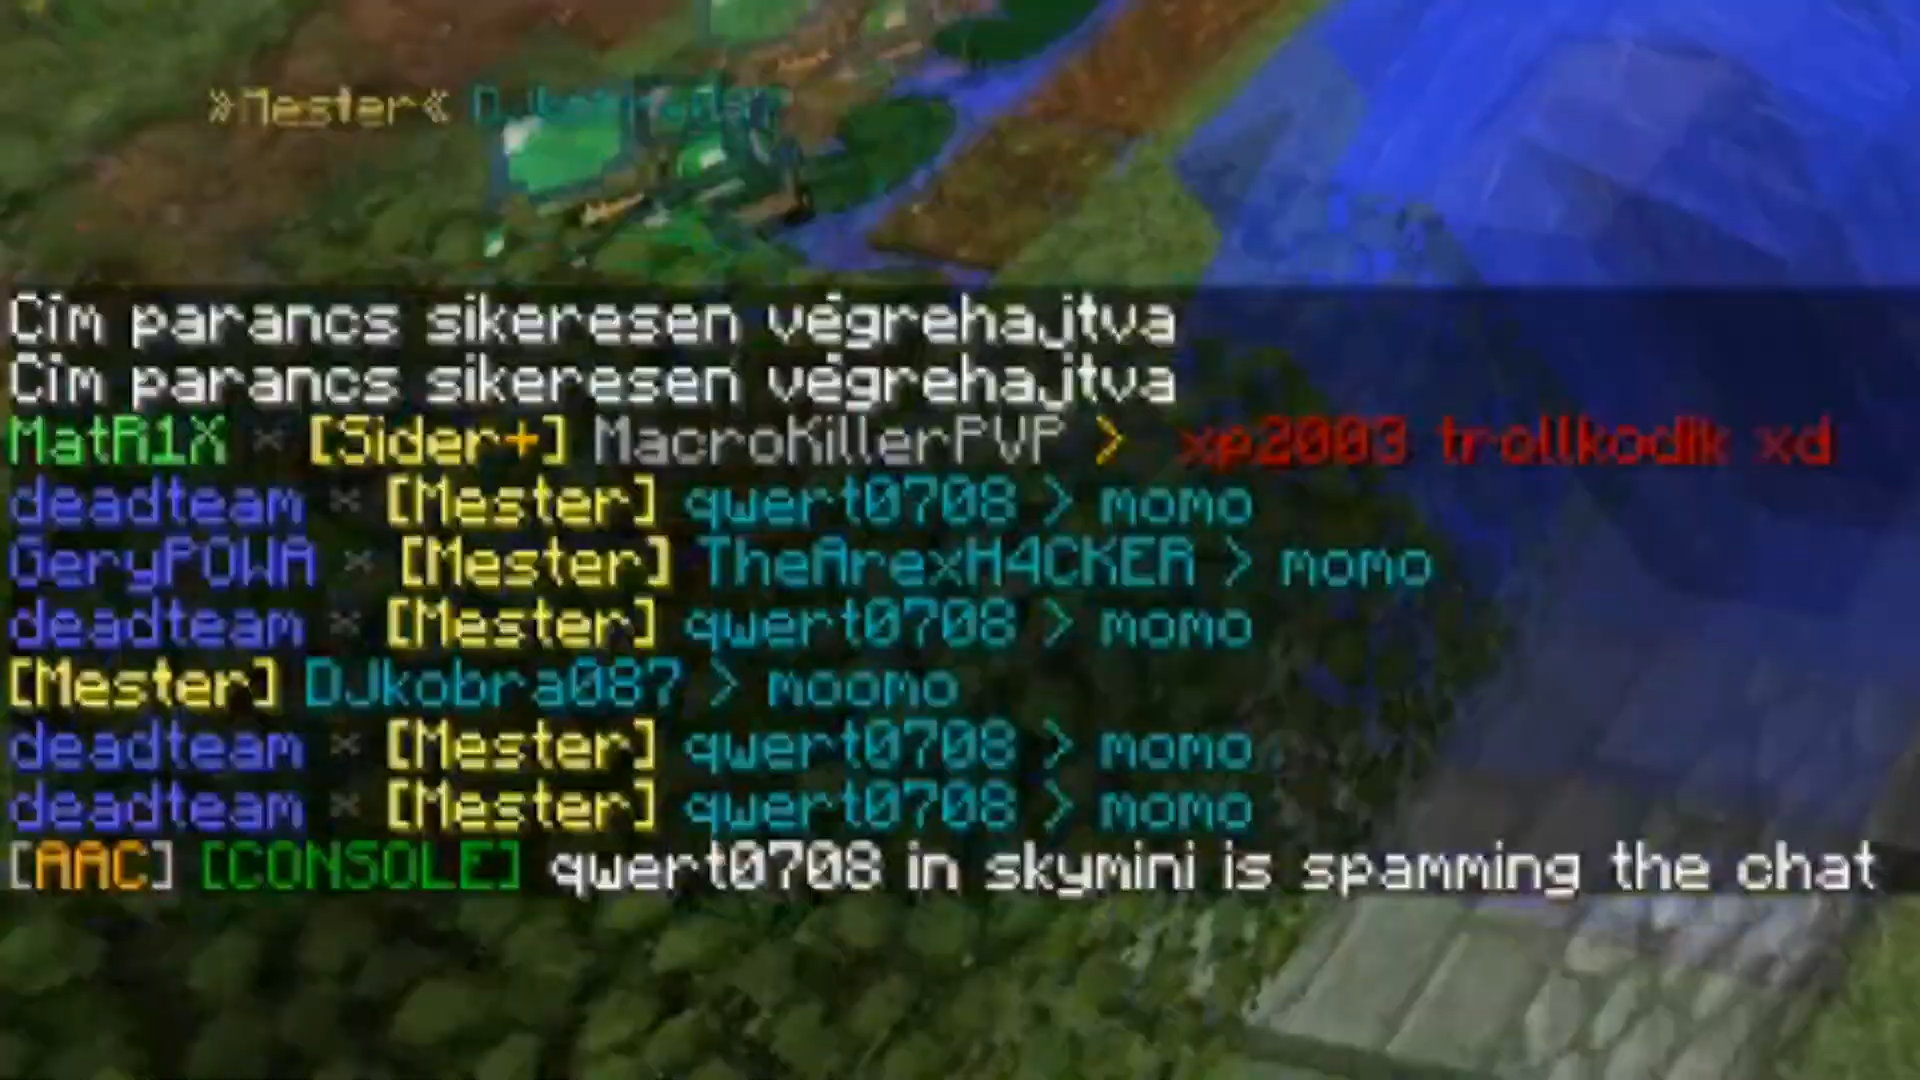 »Mester«
Cím parancs sikeresen végrehajtva
Cím parancs sikeresen végrehajtva
MatR1X × [Sider+] MacroKillerPVP > xp2003 trollkodik xd
deadteam × [Mester] qwert0708 > momo
GeryPOWA × [Mester] TheArexH4CKER > momo
deadteam × [Mester] qwert0708 > momo
[Mester] DJkobra087 > moomo
deadteam × [Mester] qwert0708 > momo
deadteam × [Mester] qwert0708 > momo
[AAC] [CONSOLE] qwert0708 in skymini is spamming the chat